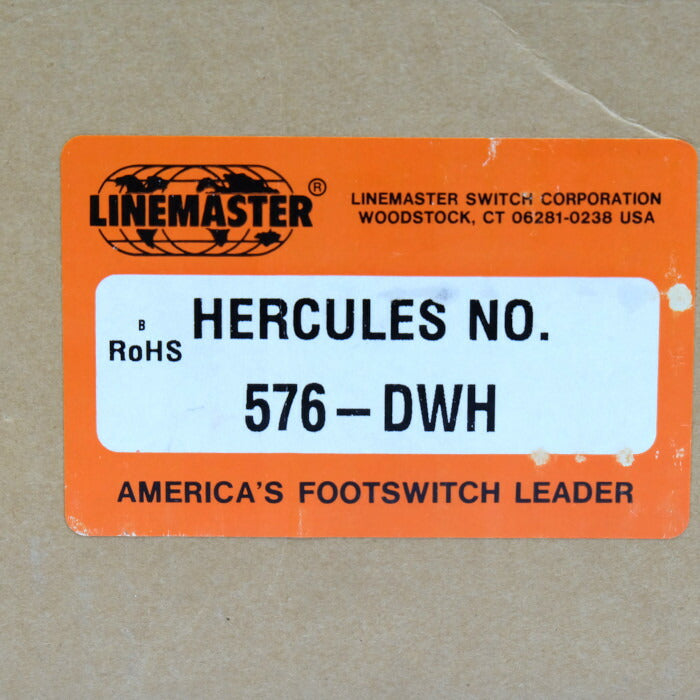 LINEMASTER ®
LINEMASTER SWITCH CORPORATION
WOODSTOCK, CT 06281-0238 USA
B
RoHS
HERCULES NO.
576-DWH
AMERICA'S FOOTSWITCH LEADER